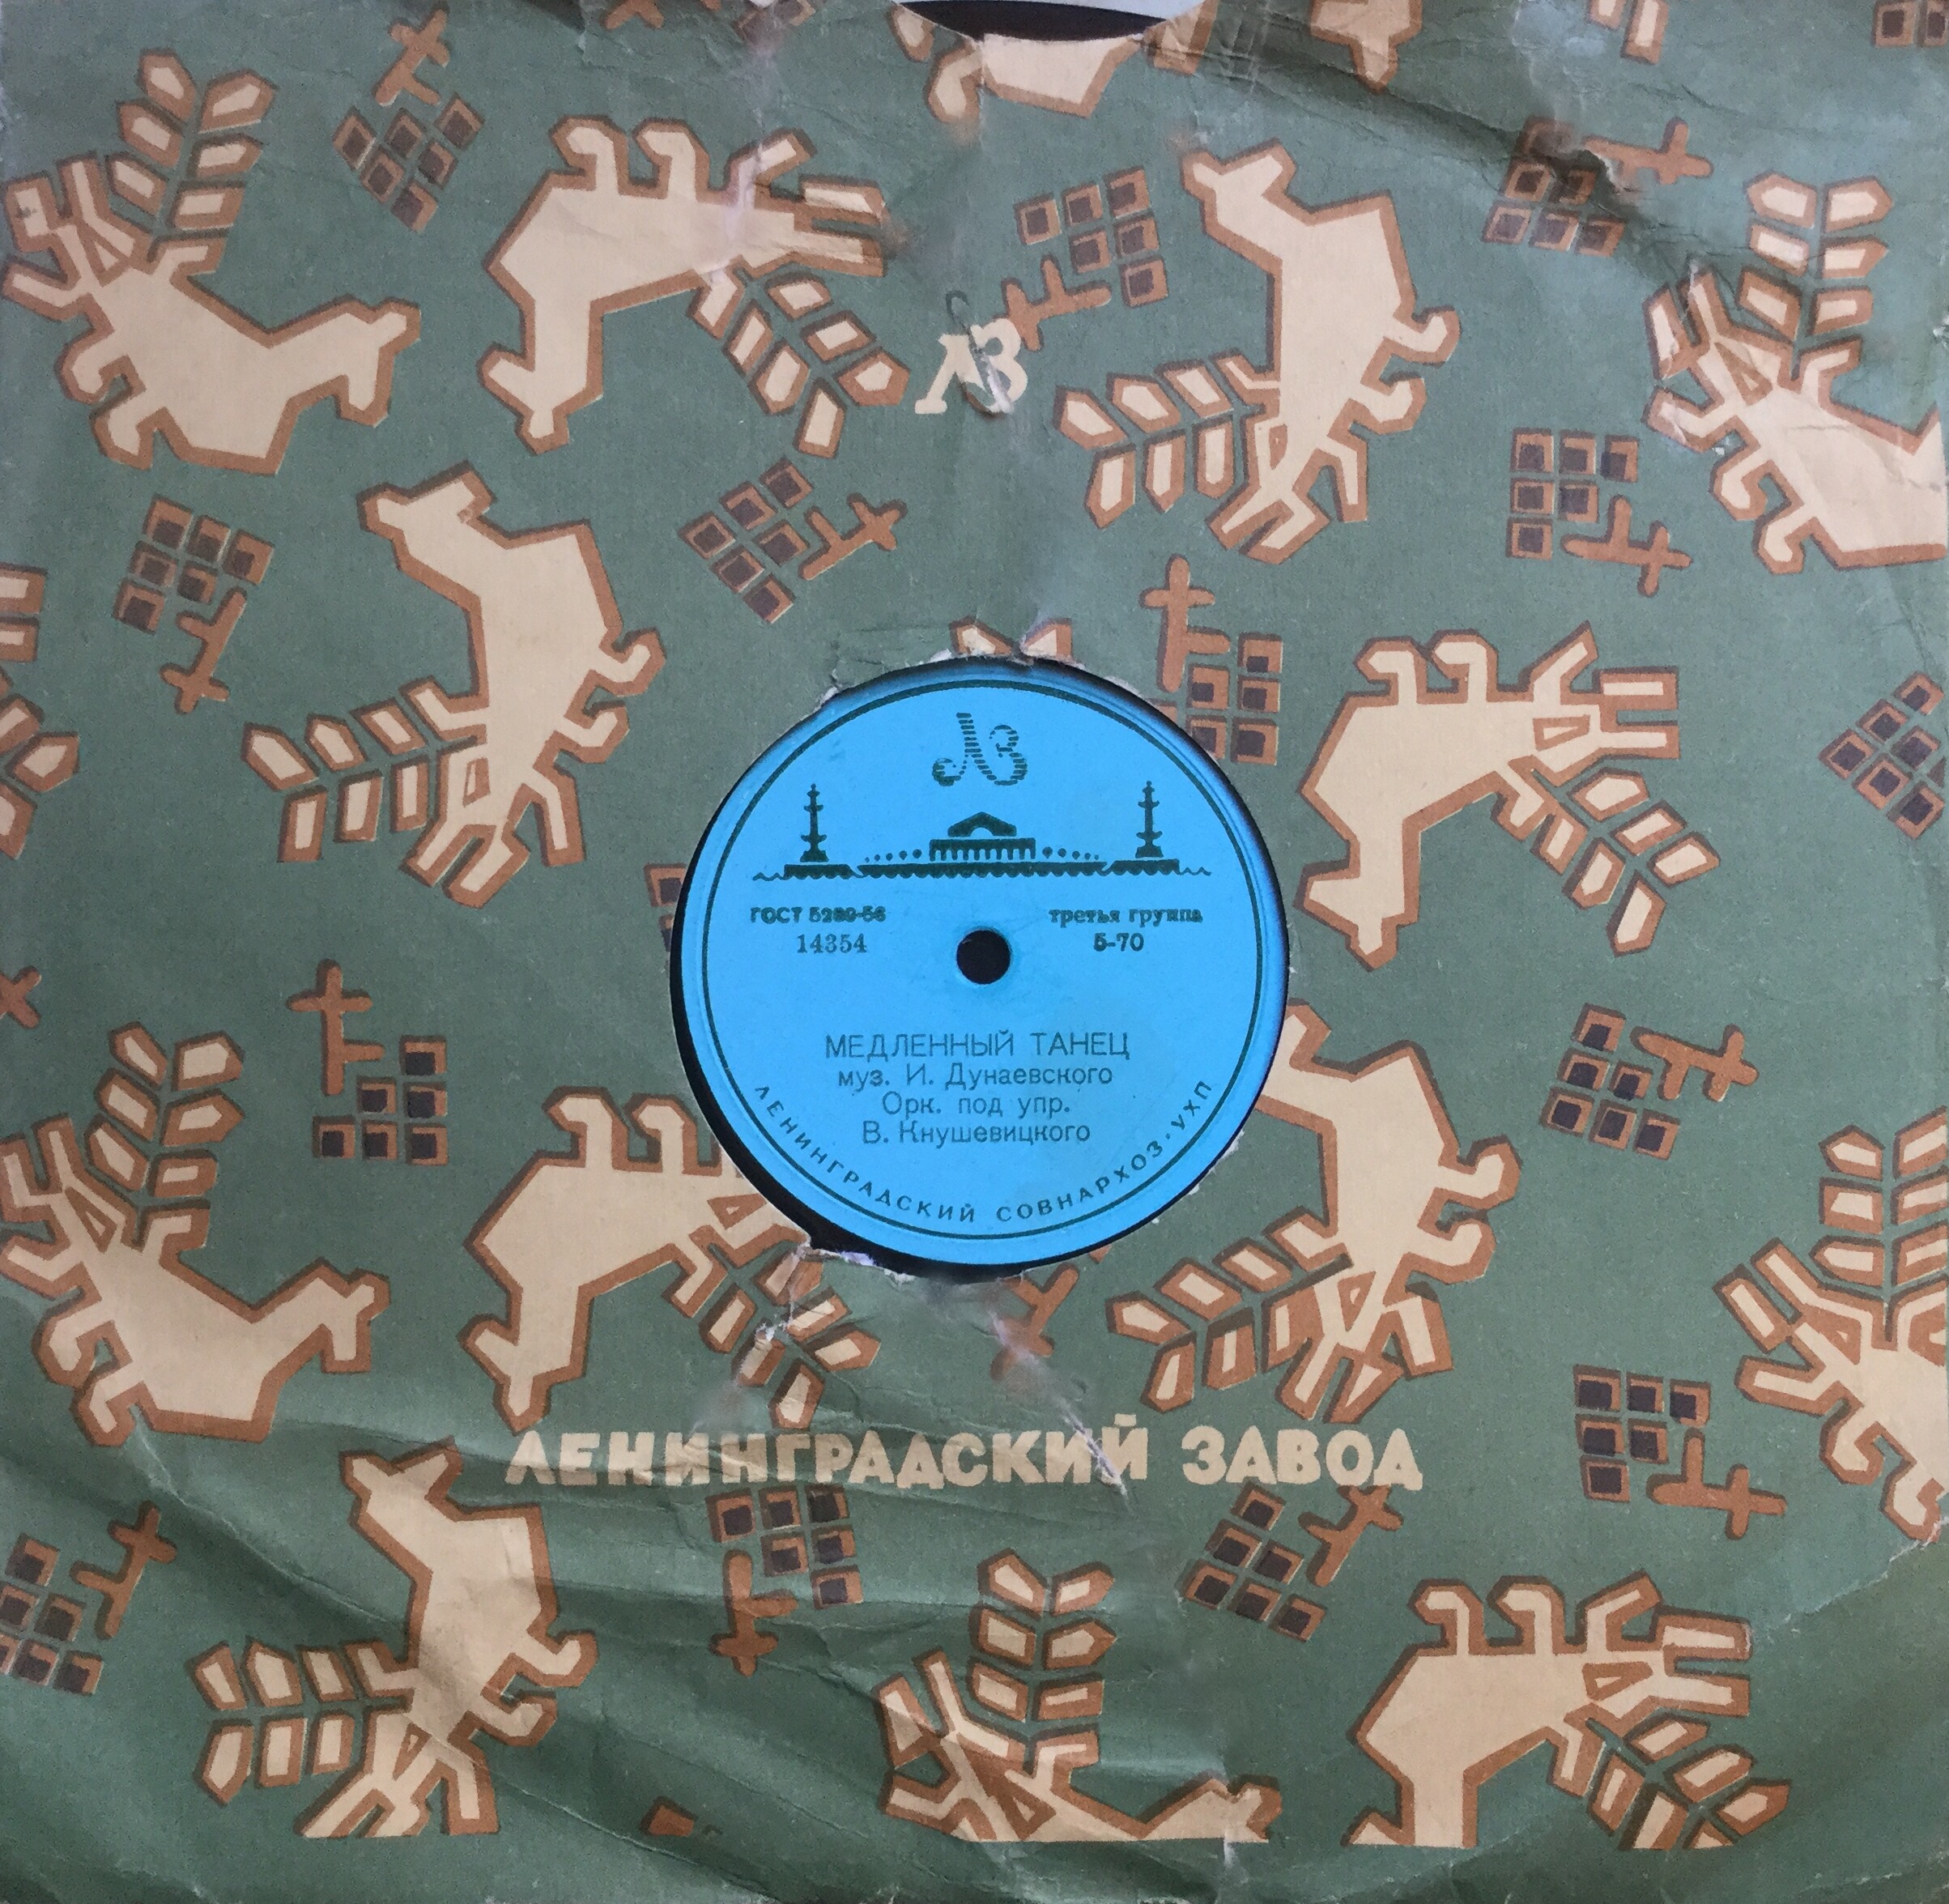 ЛЗ
ЛЗ
ГОСТ 5289-56
14354
третья группа
5-70
МЕДЛЕННЫЙ ТАНЕЦ
муз. И. Дунаевского
Орк. под упр.
В. Кнушевицкого
ЛЕНИНГРАДСКИЙ СОВНАРХОЗ·УХП
ЛЕНИНГРАДСКИЙ ЗАВОД